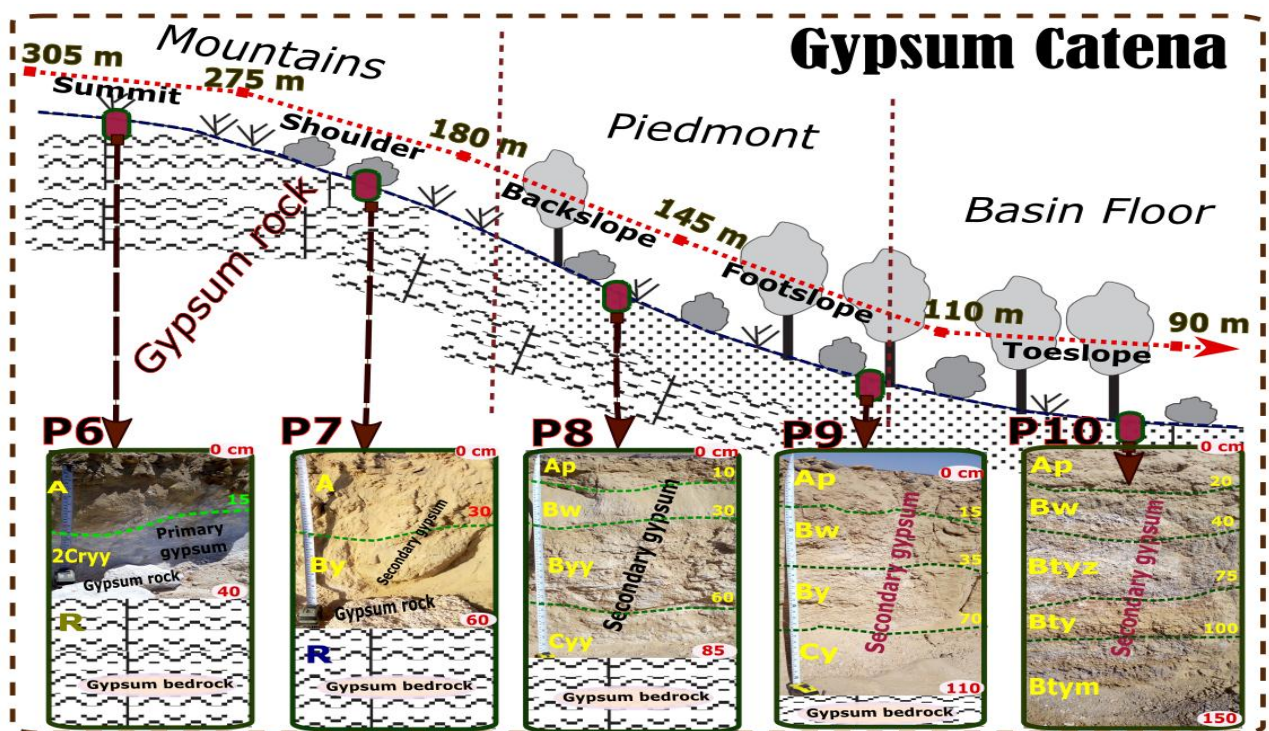 Gypsum Catena
Mountains
Piedmont
Basin Floor
305 m
Summit
275 m
Shoulder
180 m
Backslope
145 m
Footslope
110 m
Toeslope
90 m
Gypsum rock
P6
0 cm
A
15
Primary
gypsum
2Cryy
Gypsum rock
40
R
Gypsum bedrock
P7
0 cm
A
30
Secondary gypsum
By
Gypsum rock
60
R
Gypsum bedrock
P8
0 cm
Ap
10
Bw
30
Secondary gypsum
Byy
60
Cyy
85
Gypsum bedrock
P9
0 cm
Ap
15
Bw
35
Secondary gypsum
By
70
Cy
110
Gypsum bedrock
P10
0 cm
Ap
20
Bw
40
Secondary gypsum
Btyz
75
Bty
100
Btym
150